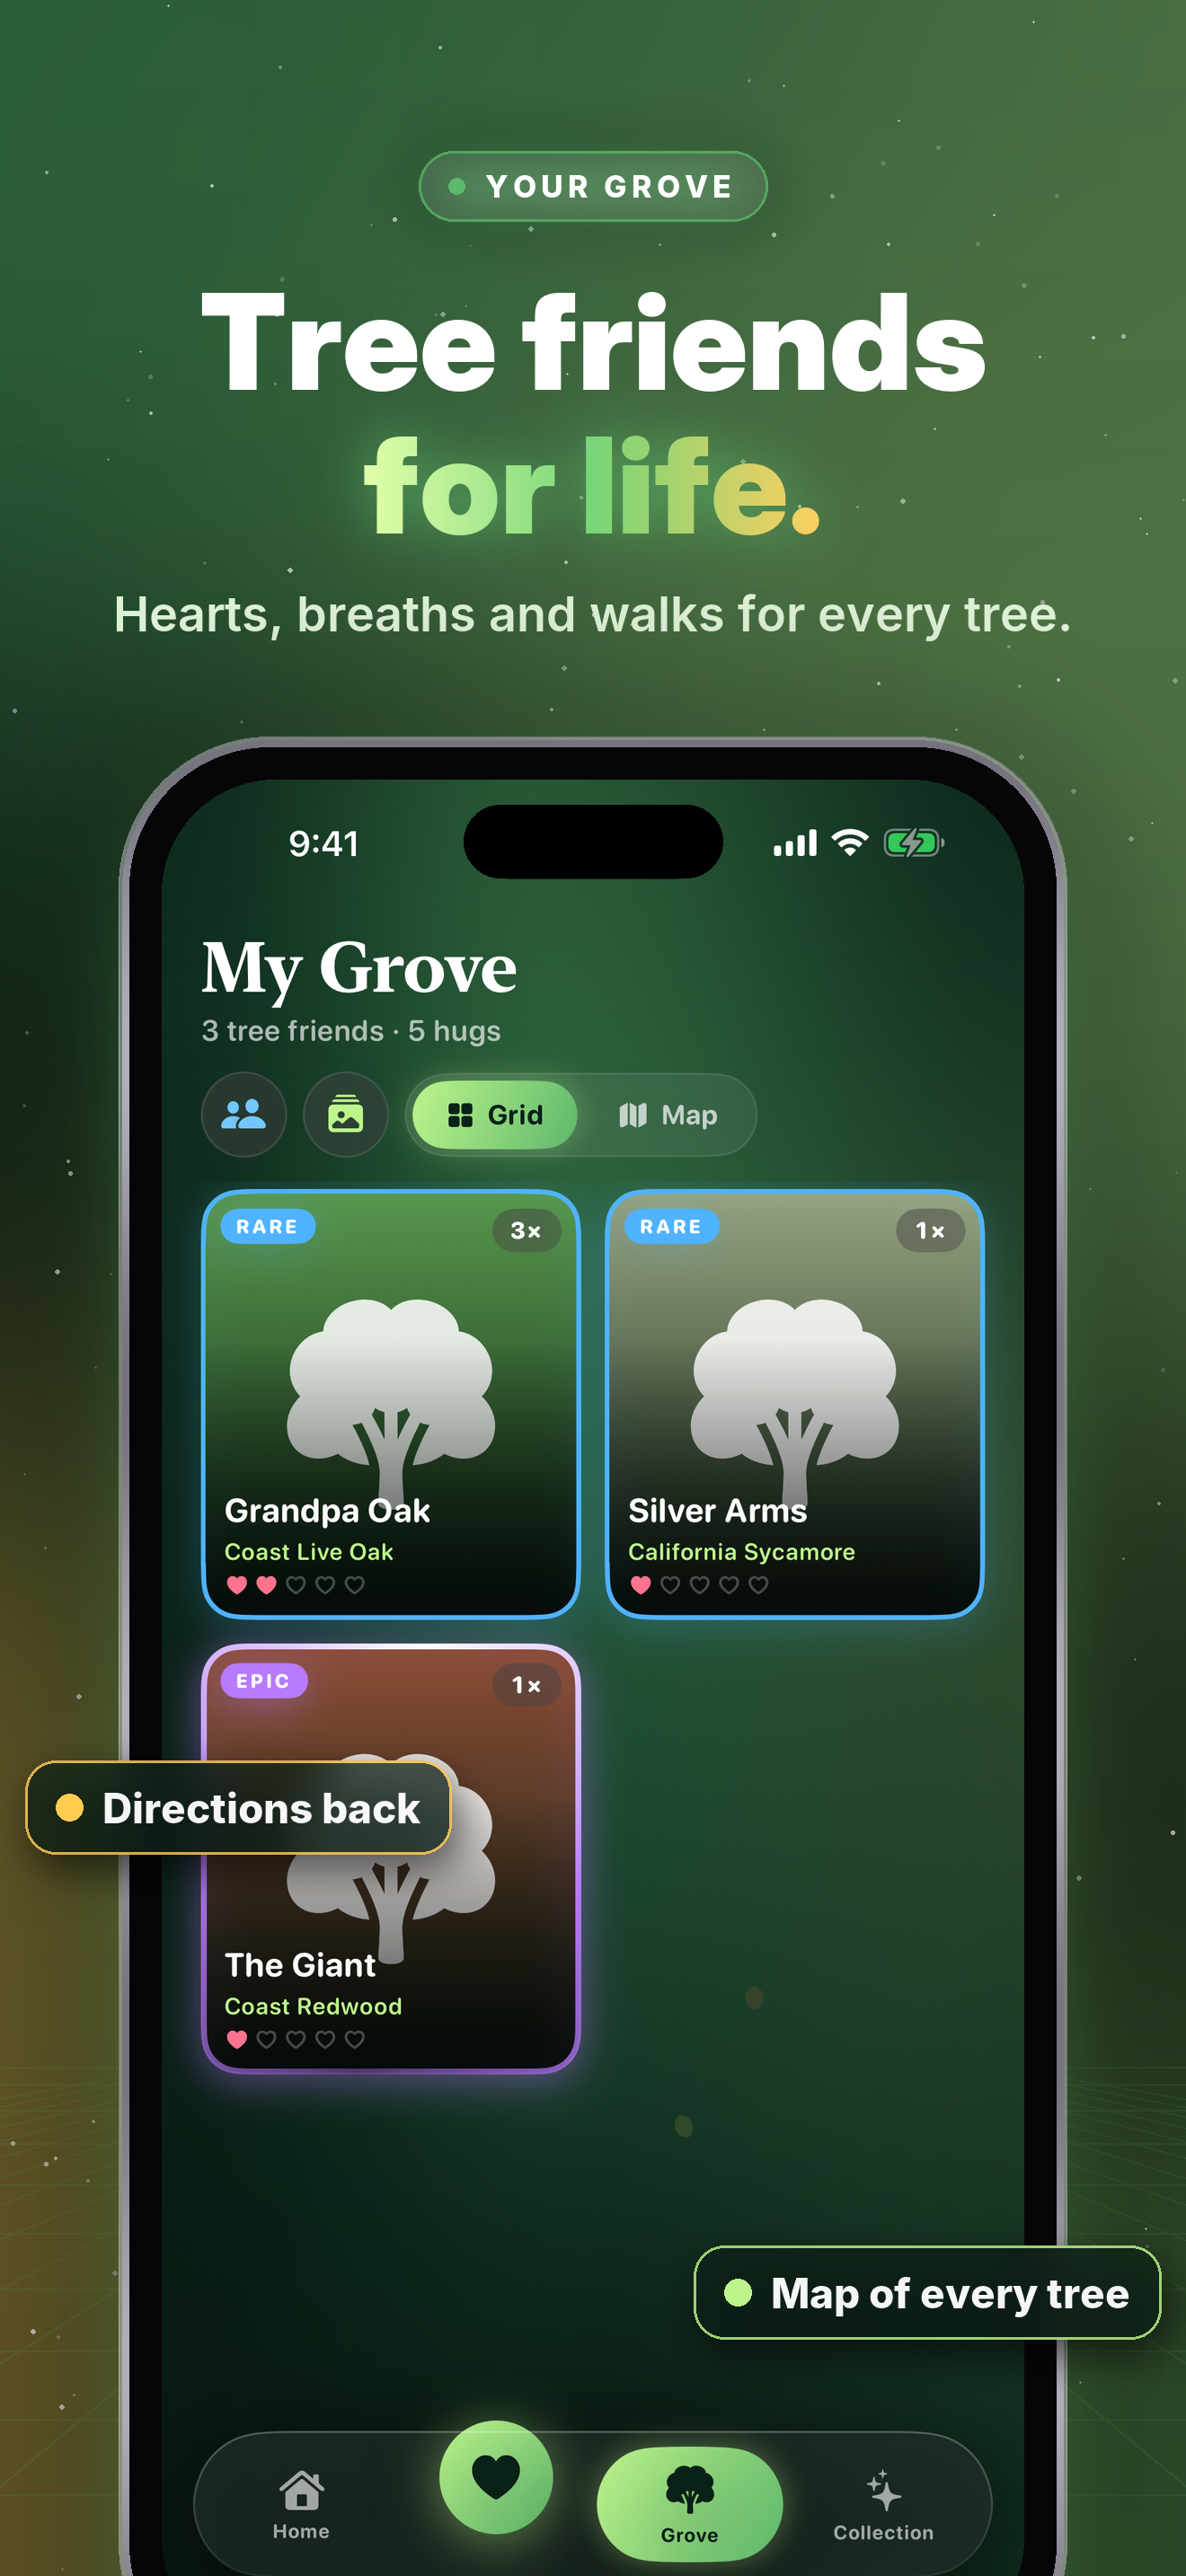 YOUR GROVE
Tree friends
for life.
Hearts, breaths and walks for every tree.
9:41
My Grove
3 tree friends · 5 hugs
Grid
Map
RARE
3×
Grandpa Oak
Coast Live Oak
RARE
1×
Silver Arms
California Sycamore
EPIC
1×
Directions back
The Giant
Coast Redwood
Map of every tree
Home
Grove
Collection